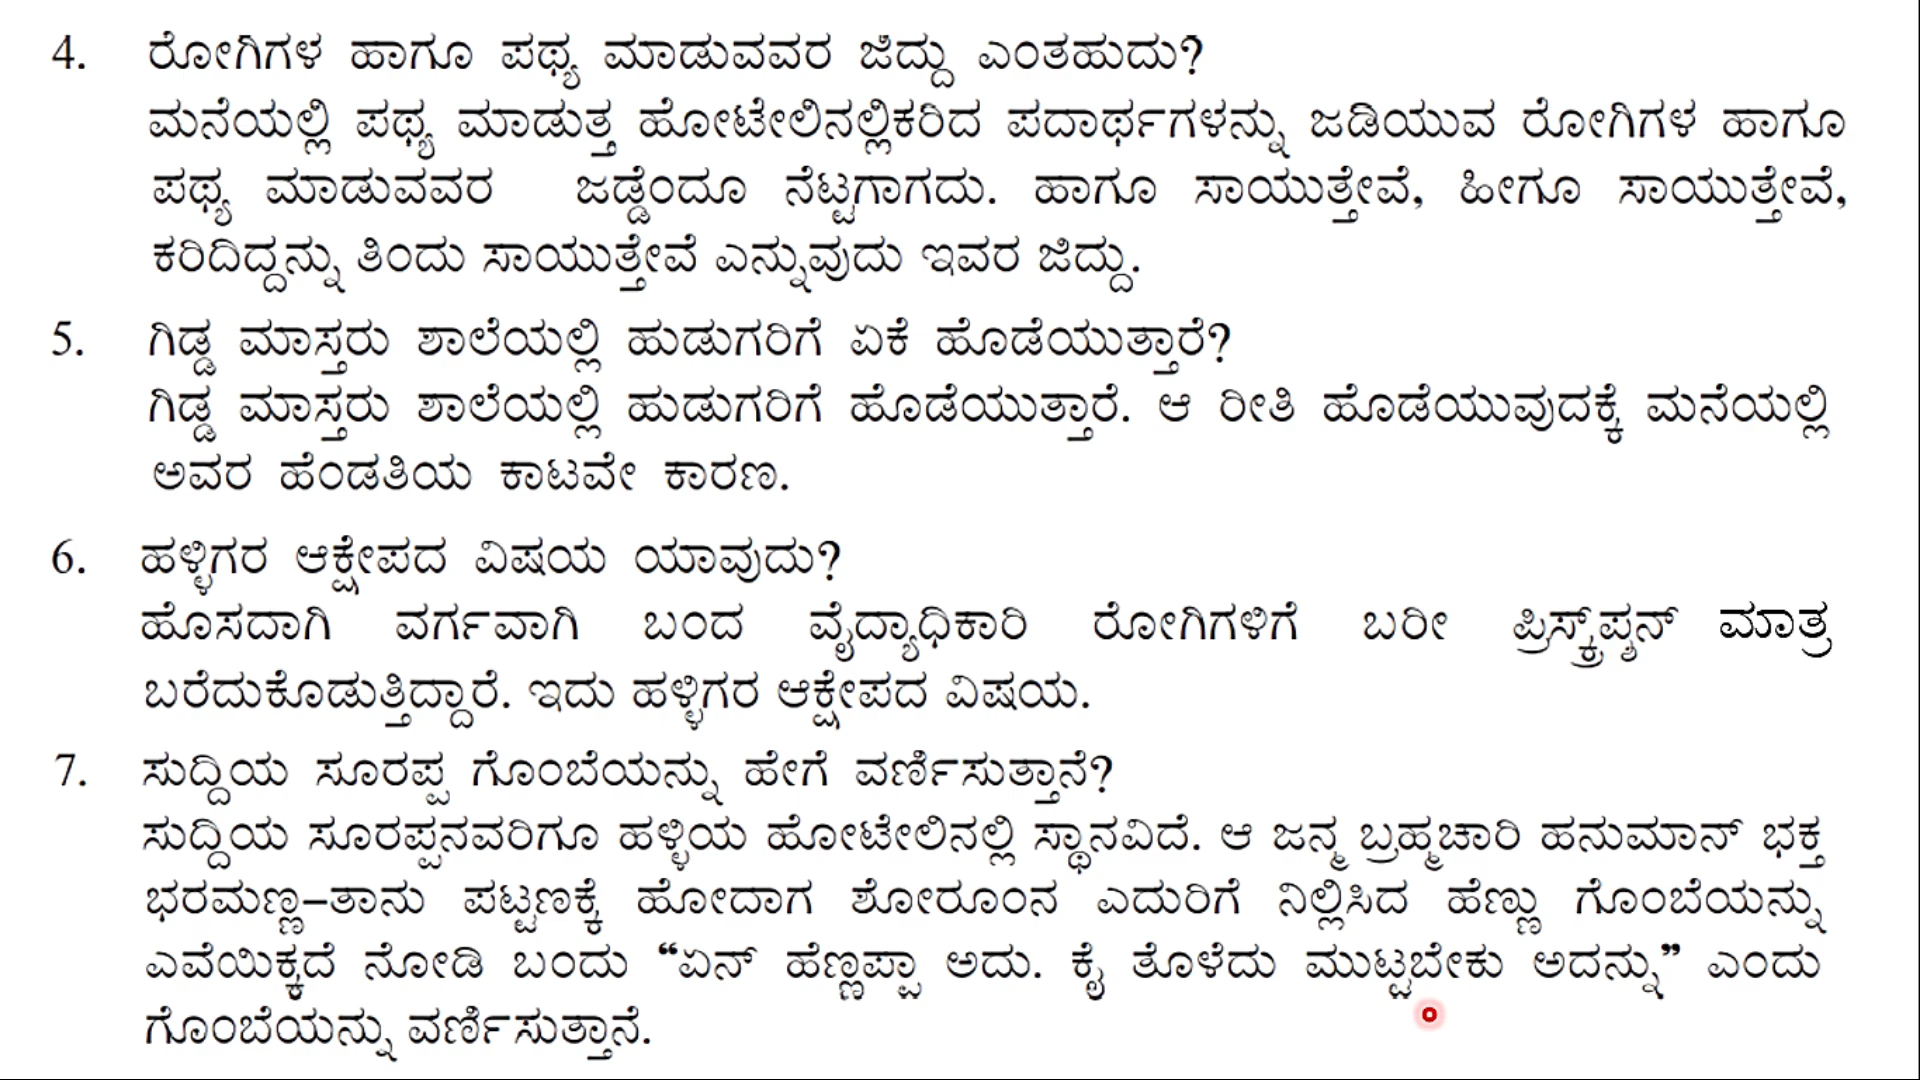 4. ರೋಗಿಗಳ ಹಾಗೂ ಪಥ್ಯ ಮಾಡುವವರ ಜಿದ್ದು ಎಂತಹುದು?
ಮನೆಯಲ್ಲಿ ಪಥ್ಯ ಮಾಡುತ್ತ ಹೋಟೇಲಿನಲ್ಲಿಕರಿದ ಪದಾರ್ಥಗಳನ್ನು ಜಡಿಯುವ ರೋಗಿಗಳ ಹಾಗೂ
ಪಥ್ಯ ಮಾಡುವವರ ಜಡ್ಡೆಂದೂ ನೆಟ್ಟಗಾಗದು. ಹಾಗೂ ಸಾಯುತ್ತೇವೆ, ಹೀಗೂ ಸಾಯುತ್ತೇವೆ,
ಕರಿದಿದ್ದನ್ನು ತಿಂದು ಸಾಯುತ್ತೇವೆ ಎನ್ನುವುದು ಇವರ ಜಿದ್ದು.
5. ಗಿಡ್ಡ ಮಾಸ್ತರು ಶಾಲೆಯಲ್ಲಿ ಹುಡುಗರಿಗೆ ಏಕೆ ಹೊಡೆಯುತ್ತಾರೆ?
ಗಿಡ್ಡ ಮಾಸ್ತರು ಶಾಲೆಯಲ್ಲಿ ಹುಡುಗರಿಗೆ ಹೊಡೆಯುತ್ತಾರೆ. ಆ ರೀತಿ ಹೊಡೆಯುವುದಕ್ಕೆ ಮನೆಯಲ್ಲಿ
ಅವರ ಹೆಂಡತಿಯ ಕಾಟವೇ ಕಾರಣ.
6. ಹಳ್ಳಿಗರ ಆಕ್ಷೇಪದ ವಿಷಯ ಯಾವುದು?
ಹೊಸದಾಗಿ ವರ್ಗವಾಗಿ ಬಂದ ವೈದ್ಯಾಧಿಕಾರಿ ರೋಗಿಗಳಿಗೆ ಬರೀ ಪ್ರಿಸ್ಕ್ರ್ಪ್ಶನ್ ಮಾತ್ರ
ಬರೆದುಕೊಡುತ್ತಿದ್ದಾರೆ. ಇದು ಹಳ್ಳಿಗರ ಆಕ್ಷೇಪದ ವಿಷಯ.
7. ಸುದ್ದಿಯ ಸೂರಪ್ಪ ಗೊಂಬೆಯನ್ನು ಹೇಗೆ ವರ್ಣಿಸುತ್ತಾನೆ?
ಸುದ್ದಿಯ ಸೂರಪ್ಪನವರಿಗೂ ಹಳ್ಳಿಯ ಹೋಟೇಲಿನಲ್ಲಿ ಸ್ಥಾನವಿದೆ. ಆ ಜನ್ಮ ಬ್ರಹ್ಮಚಾರಿ ಹನುಮಾನ್ ಭಕ್ತ
ಭರಮಣ್ಣ–ತಾನು ಪಟ್ಟಣಕ್ಕೆ ಹೋದಾಗ ಶೋರೂಂನ ಎದುರಿಗೆ ನಿಲ್ಲಿಸಿದ ಹೆಣ್ಣು ಗೊಂಬೆಯನ್ನು
ಎವೆಯಿಕ್ಕದೆ ನೋಡಿ ಬಂದು “ಏನ್ ಹೆಣ್ಣಪ್ಪಾ ಅದು. ಕೈ ತೊಳೆದು ಮುಟ್ಟಬೇಕು ಅದನ್ನು” ಎಂದು
ಗೊಂಬೆಯನ್ನು ವರ್ಣಿಸುತ್ತಾನೆ.